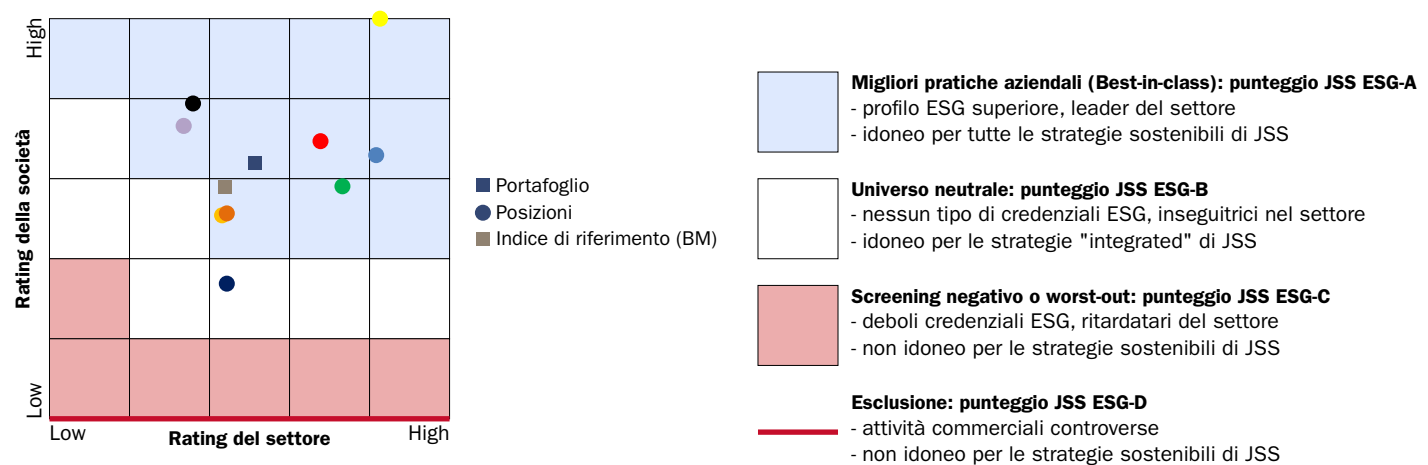 High
Rating della società
Low
Low
Rating del settore
High
Portafoglio
Posizioni
Indice di riferimento (BM)
Migliori pratiche aziendali (Best-in-class): punteggio JSS ESG-A
- profilo ESG superiore, leader del settore
- idoneo per tutte le strategie sostenibili di JSS
Universo neutrale: punteggio JSS ESG-B
- nessun tipo di credenziali ESG, inseguitrici nel settore
- idoneo per le strategie "integrated" di JSS
Screening negativo o worst-out: punteggio JSS ESG-C
- deboli credenziali ESG, ritardatari del settore
- non idoneo per le strategie sostenibili di JSS
Esclusione: punteggio JSS ESG-D
- attività commerciali controverse
- non idoneo per le strategie sostenibili di JSS